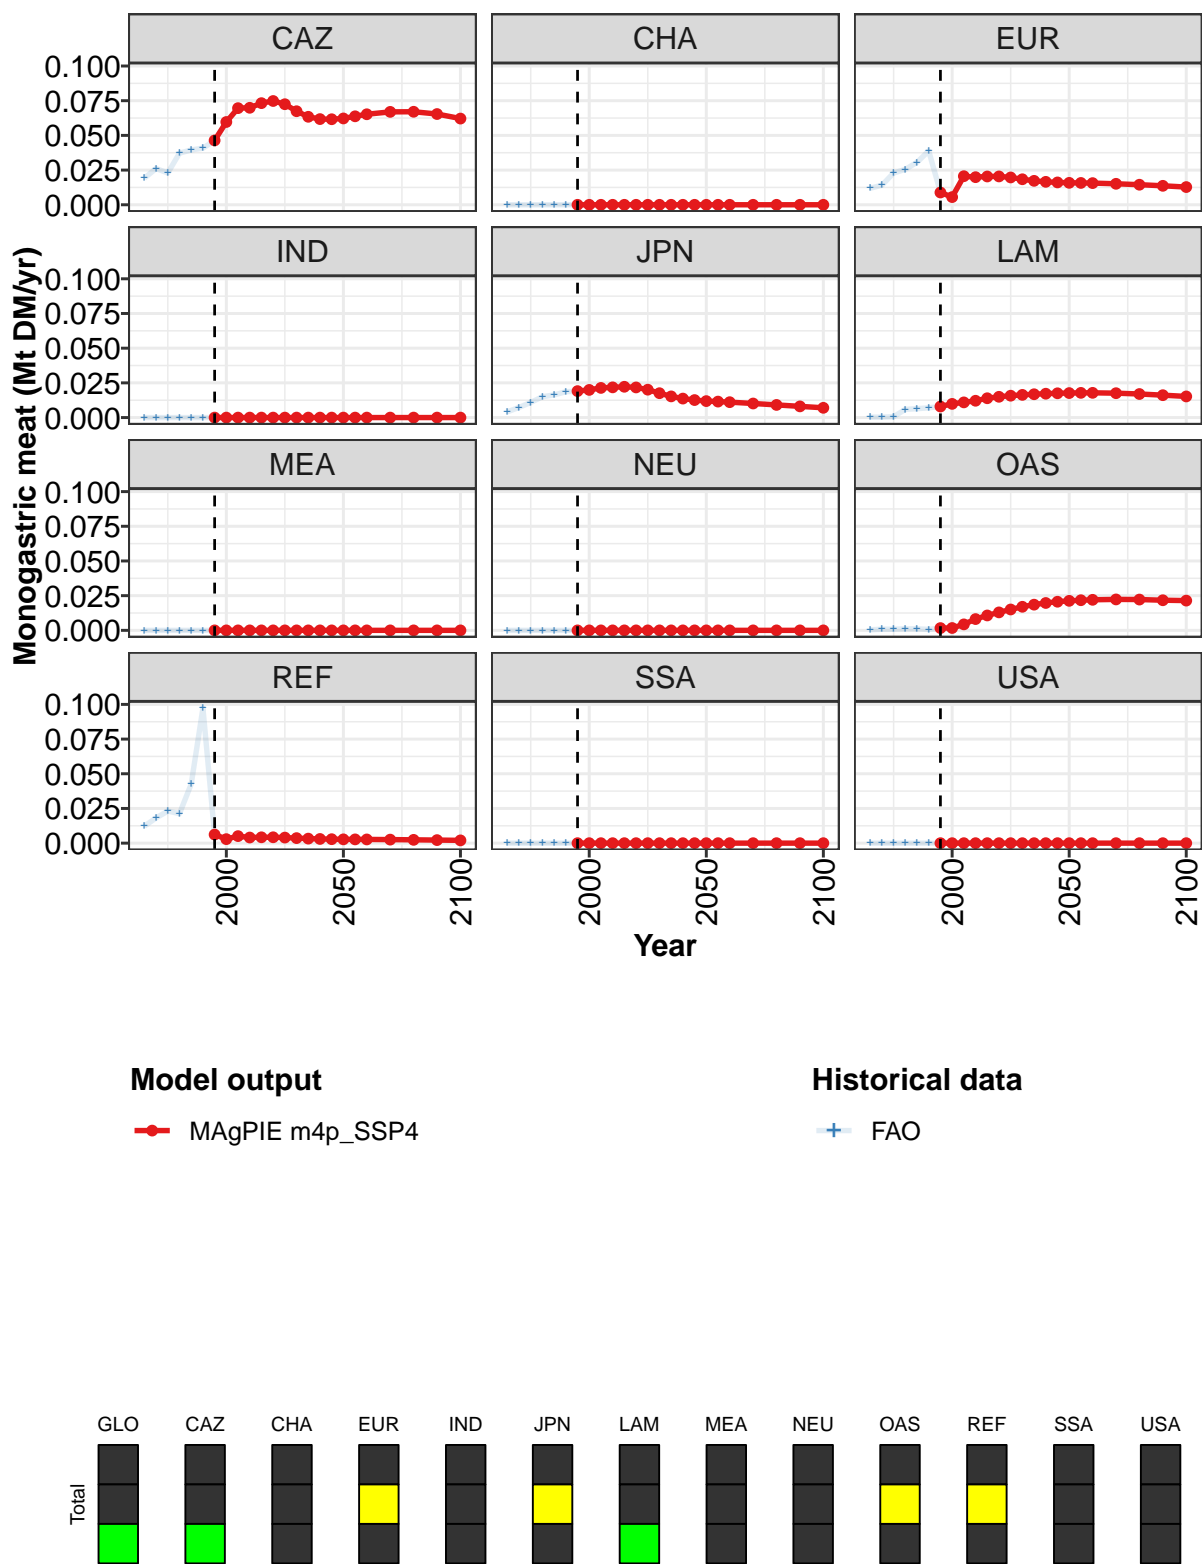 CAZ CHA EUR
0.100
0.075
0.050
0.025
0.000
IND JPN LAM
0.100
0.075
0.050
0.025
0.000
MEA NEU OAS
0.100
0.075
0.050
0.025
0.000
REF SSA USA
0.100
0.075
0.050
0.025
0.000
Monogastric meat (Mt DM/yr)
2000 2050 2100 2000 2050 2100 2000 2050 2100
Year
Model output Historical data
MAgPIE m4p_SSP4 FAO
GLO CAZ CHA EUR IND JPN LAM MEA NEU OAS REF SSA USA
Total